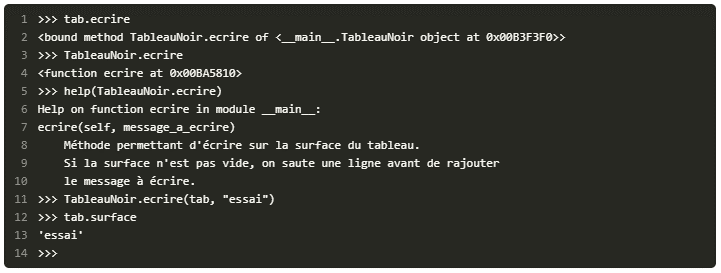 1 >>> tab.ecrire
2 <bound method TableauNoir.ecrire of <__main__.TableauNoir object at 0x00B3F3F0>>
3 >>> TableauNoir.ecrire
4 <function ecrire at 0x00BA5810>
5 >>> help(TableauNoir.ecrire)
6 Help on function ecrire in module __main__:
7 ecrire(self, message_a_ecrire)
8     Méthode permettant d'écrire sur la surface du tableau.
9     Si la surface n'est pas vide, on saute une ligne avant de rajouter
10     le message à écrire.
11 >>> TableauNoir.ecrire(tab, "essai")
12 >>> tab.surface
13 'essai'
14 >>>